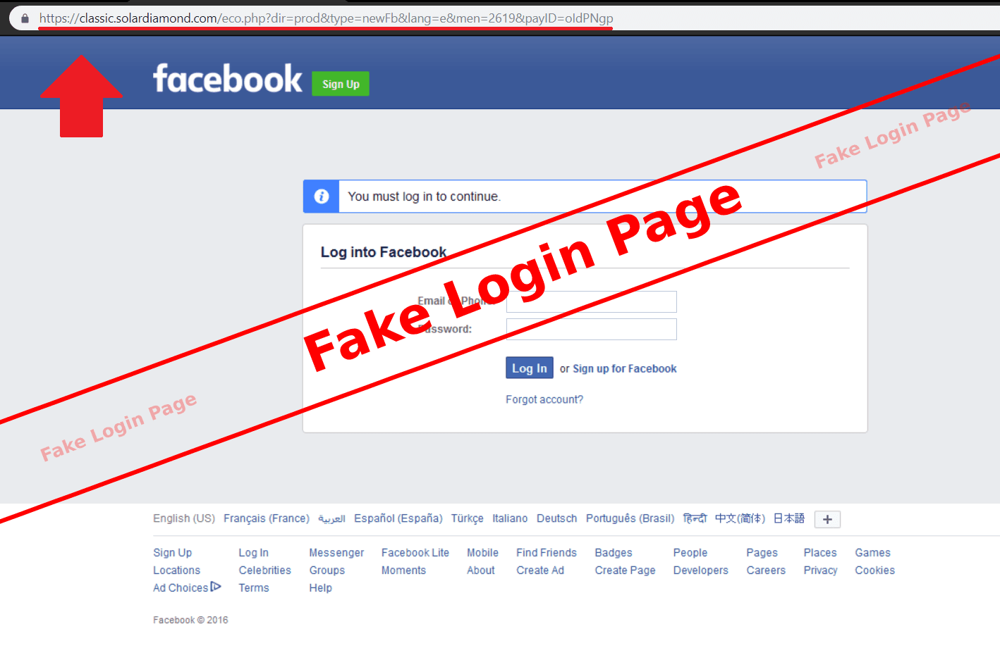 https://classic.solardiamond.com/eco.php?dir=prod&type=newFb&lang=e&men=2619&payID=oIdPNgp
facebook Sign Up
Fake Login Page
You must log in to continue.
Log into Facebook
Fake Login Page
Email or Phone:
Password:
Log In or Sign up for Facebook
Forgot account?
Fake Login Page
English (US) Français (France) العربية Español (España) Türkçe Italiano Deutsch Português (Brasil) हिन्दी 中文(简体) 日本語 +
Sign Up Log In Messenger Facebook Lite Mobile Find Friends Badges People Pages Places Games
Locations Celebrities Groups Moments About Create Ad Create Page Developers Careers Privacy Cookies
Ad Choices Terms Help
Facebook © 2016